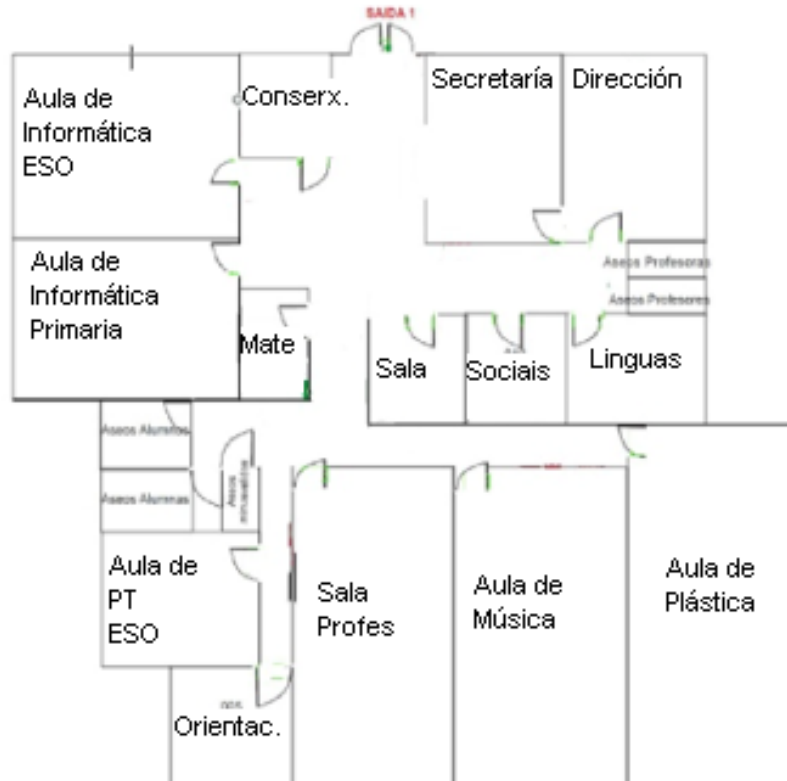 SAIDA 1
Secretaría
Dirección
Conserx.
Aula de
Informática
ESO
Aula de
Informática
Primaria
Aseos Profesoras
Aseos Profesores
Mate
Sala
Sociais
Linguas
Aseos Alumnos
Aseos Alumnas
Aseos
Aula de
PT
ESO
Sala
Profes
Aula de
Música
Aula de
Plástica
Orientac.